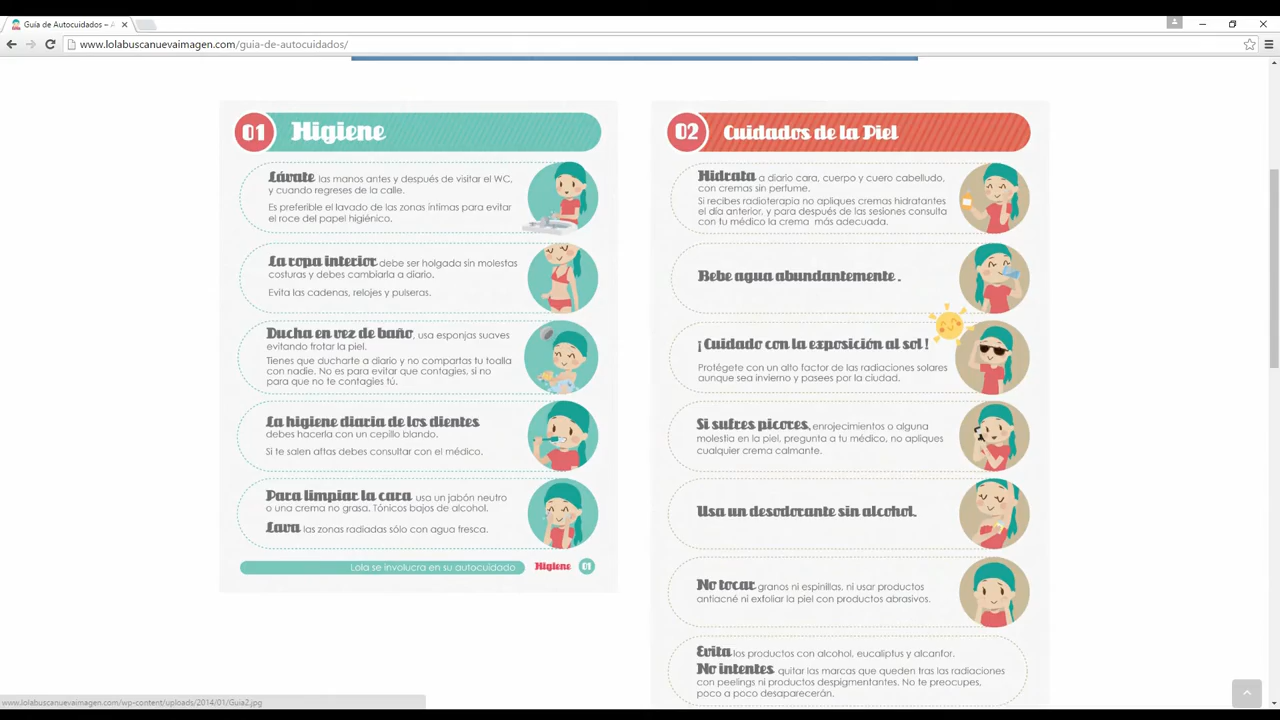 Guía de Autocuidados – A
www.lolabuscanuevaimagen.com/guia-de-autocuidados/
01 Higiene
Lávate las manos antes y después de visitar el WC,
y cuando regreses de la calle.
Es preferible el lavado de las zonas íntimas para evitar
el roce del papel higiénico.
La ropa interior debe ser holgada sin molestas
costuras y debes cambiarla a diario.
Evita las cadenas, relojes y pulseras.
Ducha en vez de baño, usa esponjas suaves
evitando frotar la piel.
Tienes que ducharte a diario y no compartas tu toalla
con nadie. No es para evitar que contagies, si no
para que no te contagies tú.
La higiene diaria de los dientes
debes hacerla con un cepillo blando.
Si te salen aftas debes consultar con el médico.
Para limpiar la cara usa un jabón neutro
o una crema no grasa. Tónicos bajos de alcohol.
Lava las zonas radiadas sólo con agua fresca.
Lola se involucra en su autocuidado Higiene 01
02 Cuidados de la Piel
Hidrata a diario cara, cuerpo y cuero cabelludo,
con cremas sin perfume.
Si recibes radioterapia no apliques cremas hidratantes
el día anterior, y para después de las sesiones consulta
con tu médico la crema más adecuada.
Bebe agua abundantemente .
¡Cuidado con la exposición al sol !
Protégete con un alto factor de las radiaciones solares
aunque sea invierno y pasees por la ciudad.
Si sufres picores, enrojecimientos o alguna
molestia en la piel, pregunta a tu médico, no apliques
cualquier crema calmante.
Usa un desodorante sin alcohol.
No tocar granos ni espinillas, ni usar productos
antiacné ni exfoliar la piel con productos abrasivos.
Evita los productos con alcohol, eucaliptus y alcanfor.
No intentes quitar las marcas que queden tras las radiaciones
con peelings ni productos despigmentantes. No te preocupes,
poco a poco desaparecerán.
www.lolabuscanuevaimagen.com/wp-content/uploads/2014/01/Guia2.jpg